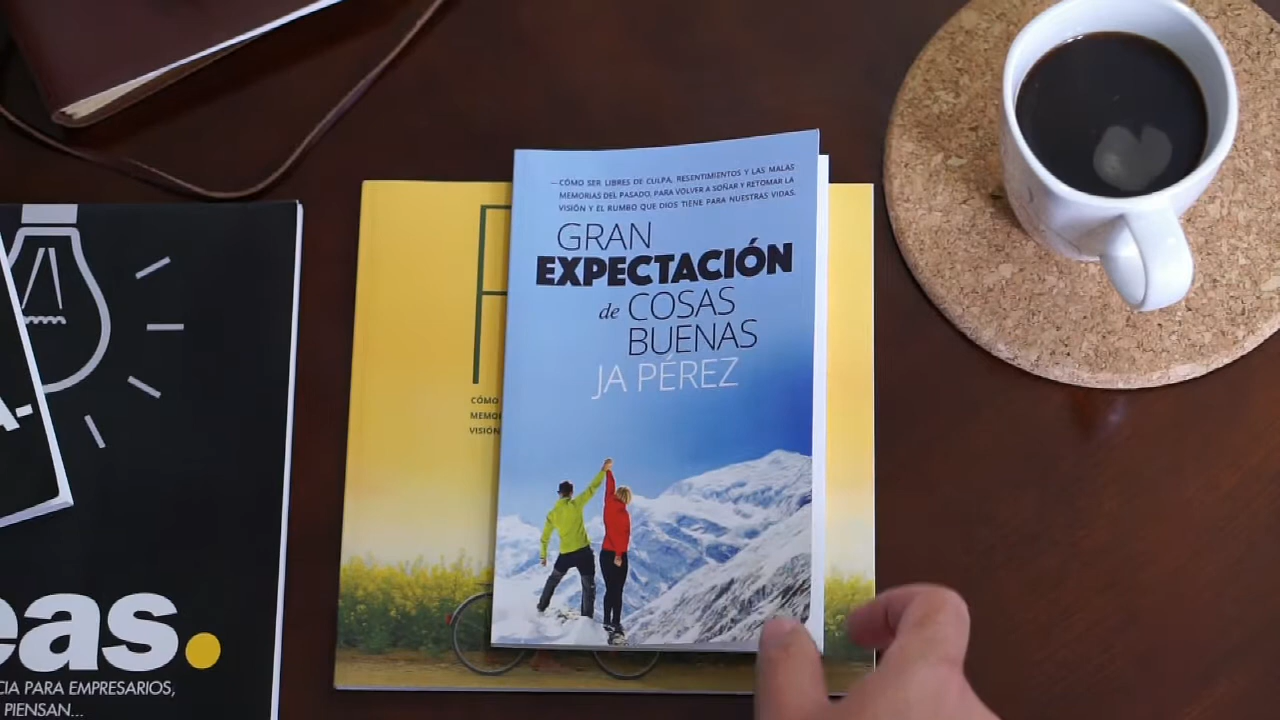 —CÓMO SER LIBRES DE CULPA, RESENTIMIENTOS Y LAS MALAS
MEMORIAS DEL PASADO, PARA VOLVER A SOÑAR Y RETOMAR LA
VISIÓN Y EL RUMBO QUE DIOS TIENE PARA NUESTRAS VIDAS.
GRAN
EXPECTACIÓN
de COSAS
BUENAS
JA PÉREZ
CÓMO
VISIÓN
A-
eas.
CIA PARA EMPRESARIOS,
PIENSAN...